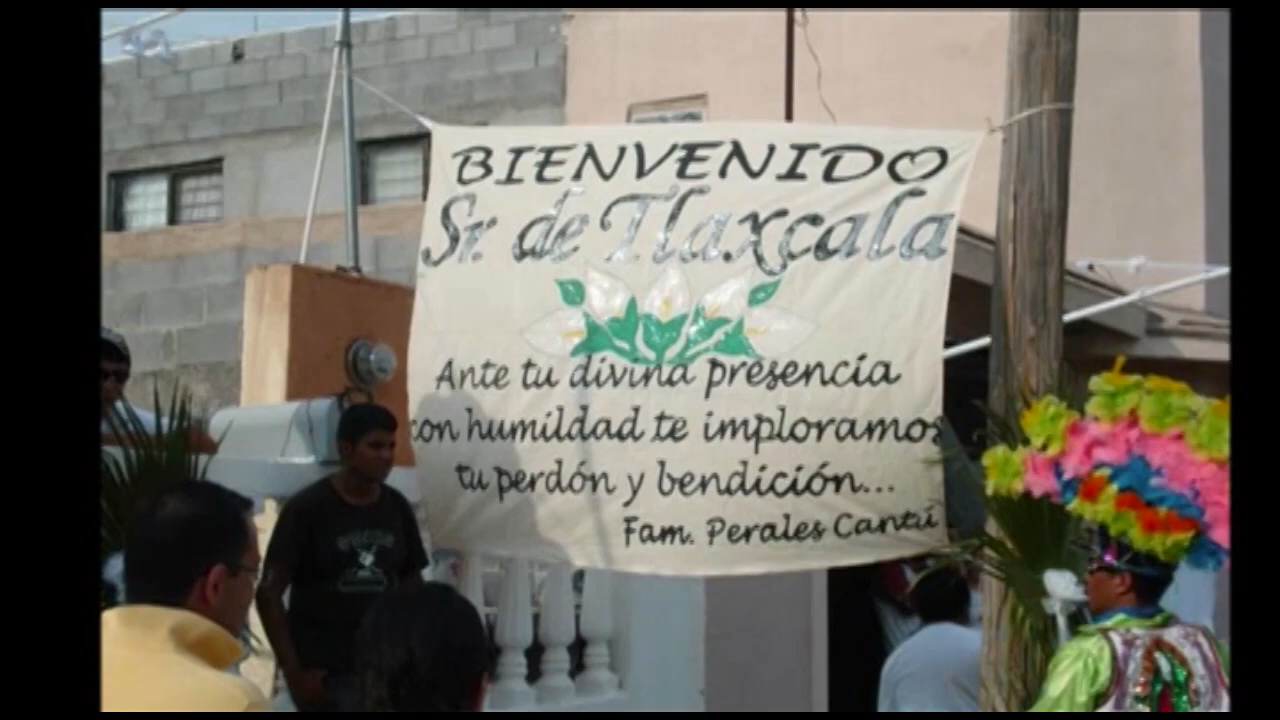 BIENVENIDO
Sr. de Tlaxcala
Ante tu divina presencia
con humildad te imploramos
tu perdón y bendición...
Fam. Perales Cantú